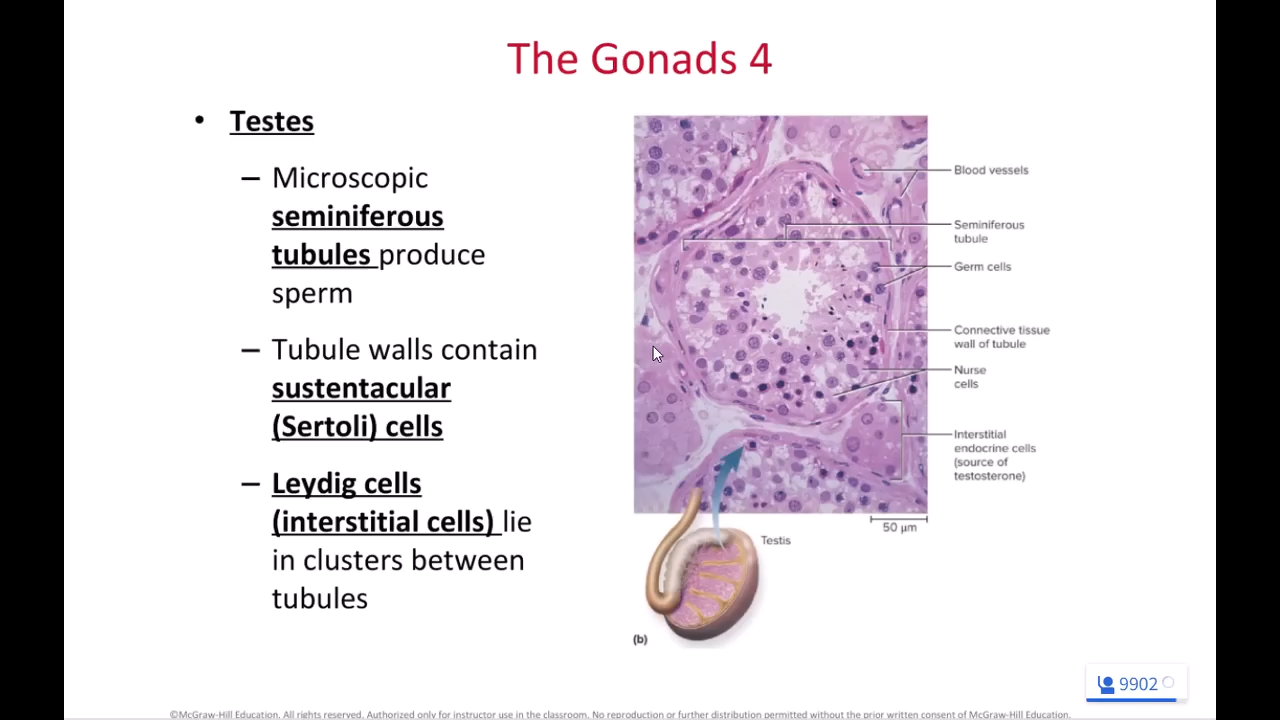 The Gonads 4
• Testes
– Microscopic
seminiferous
tubules produce
sperm
– Tubule walls contain
sustentacular
(Sertoli) cells
– Leydig cells
(interstitial cells) lie
in clusters between
tubules
Blood vessels
Seminiferous
tubule
Germ cells
Connective tissue
wall of tubule
Nurse
cells
Interstitial
endocrine cells
(source of
testosterone)
50 µm
Testis
(b)
9902
©McGraw-Hill Education. All rights reserved. Authorized only for instructor use in the classroom. No reproduction or further distribution permitted without the prior written consent of McGraw-Hill Education.